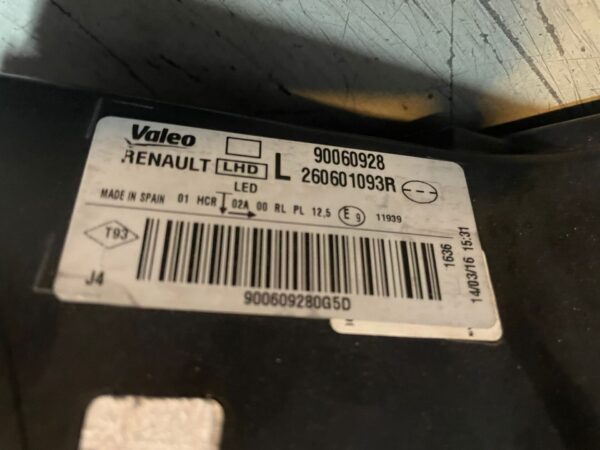 Valeo
RENAULT LHD L 90060928
260601093R
LED
MADE IN SPAIN 01 HCR 02A 00 RL PL 12,5 E9 11939
T93
J4
900609280G5D
1636
14/03/16 15:31